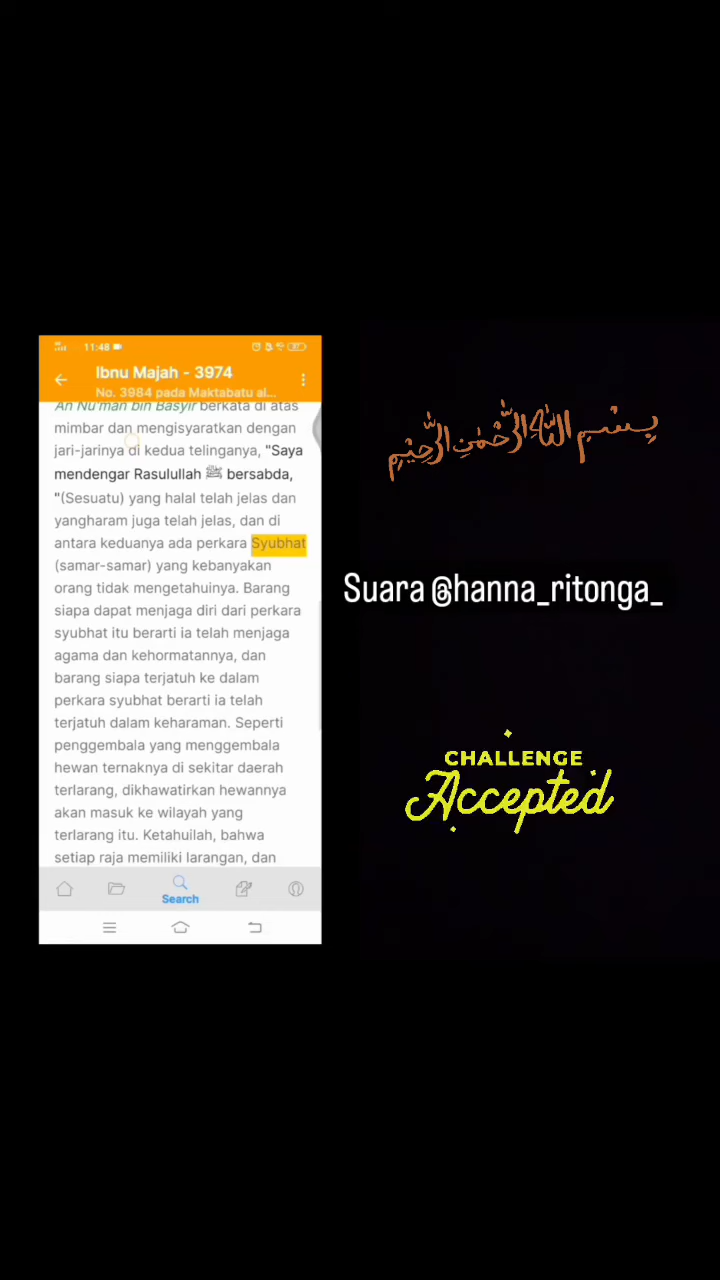 11:48
Ibnu Majah - 3974
No. 3984 pada Maktabatu al...
An Nu'man bin Basyir berkata di atas
mimbar dan mengisyaratkan dengan
jari-jarinya di kedua telinganya, "Saya
mendengar Rasulullah ﷺ bersabda,
"(Sesuatu) yang halal telah jelas dan
yangharam juga telah jelas, dan di
antara keduanya ada perkara Syubhat
(samar-samar) yang kebanyakan
orang tidak mengetahuinya. Barang
siapa dapat menjaga diri dari perkara
syubhat itu berarti ia telah menjaga
agama dan kehormatannya, dan
barang siapa terjatuh ke dalam
perkara syubhat berarti ia telah
terjatuh dalam keharaman. Seperti
penggembala yang menggembala
hewan ternaknya di sekitar daerah
terlarang, dikhawatirkan hewannya
akan masuk ke wilayah yang
terlarang itu. Ketahuilah, bahwa
setiap raja memiliki larangan, dan
Search
بِسْمِ اللّٰهِ الرَّحْمٰنِ الرَّحِيْمِ
Suara @hanna_ritonga_
CHALLENGE
Accepted